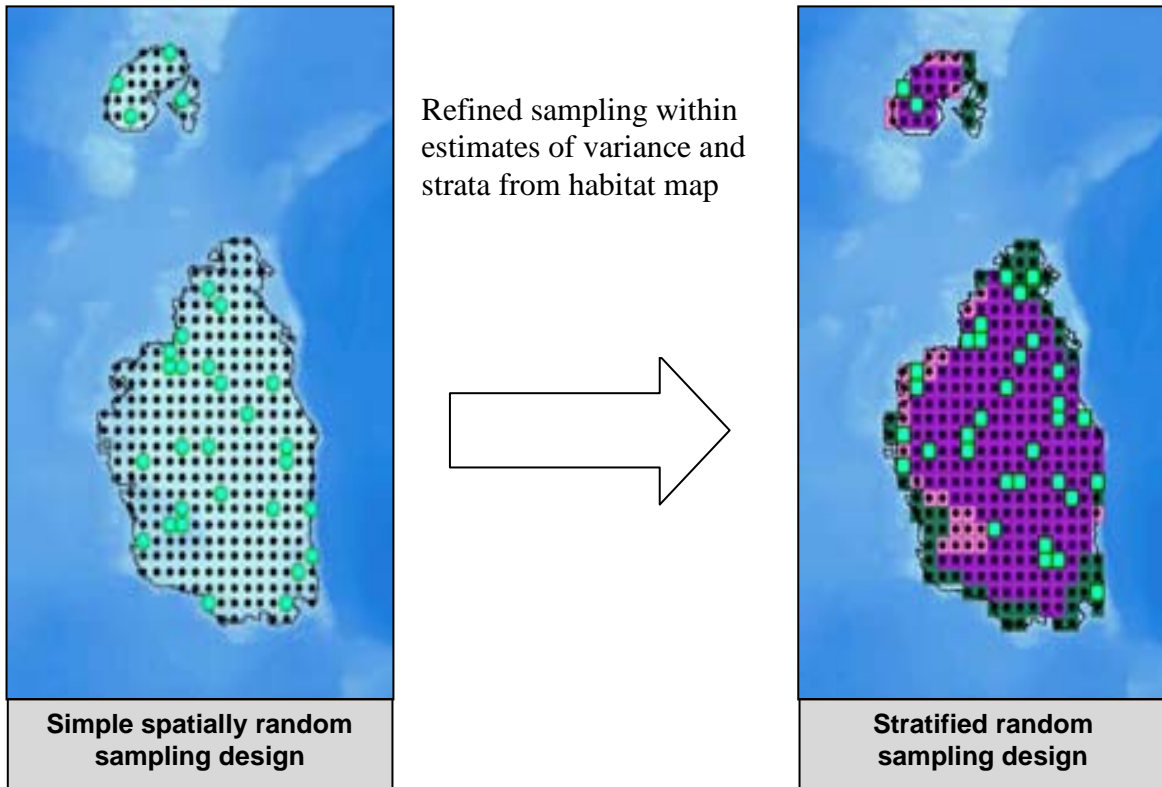 Refined sampling within
estimates of variance and
strata from habitat map
Simple spatially random
sampling design
Stratified random
sampling design